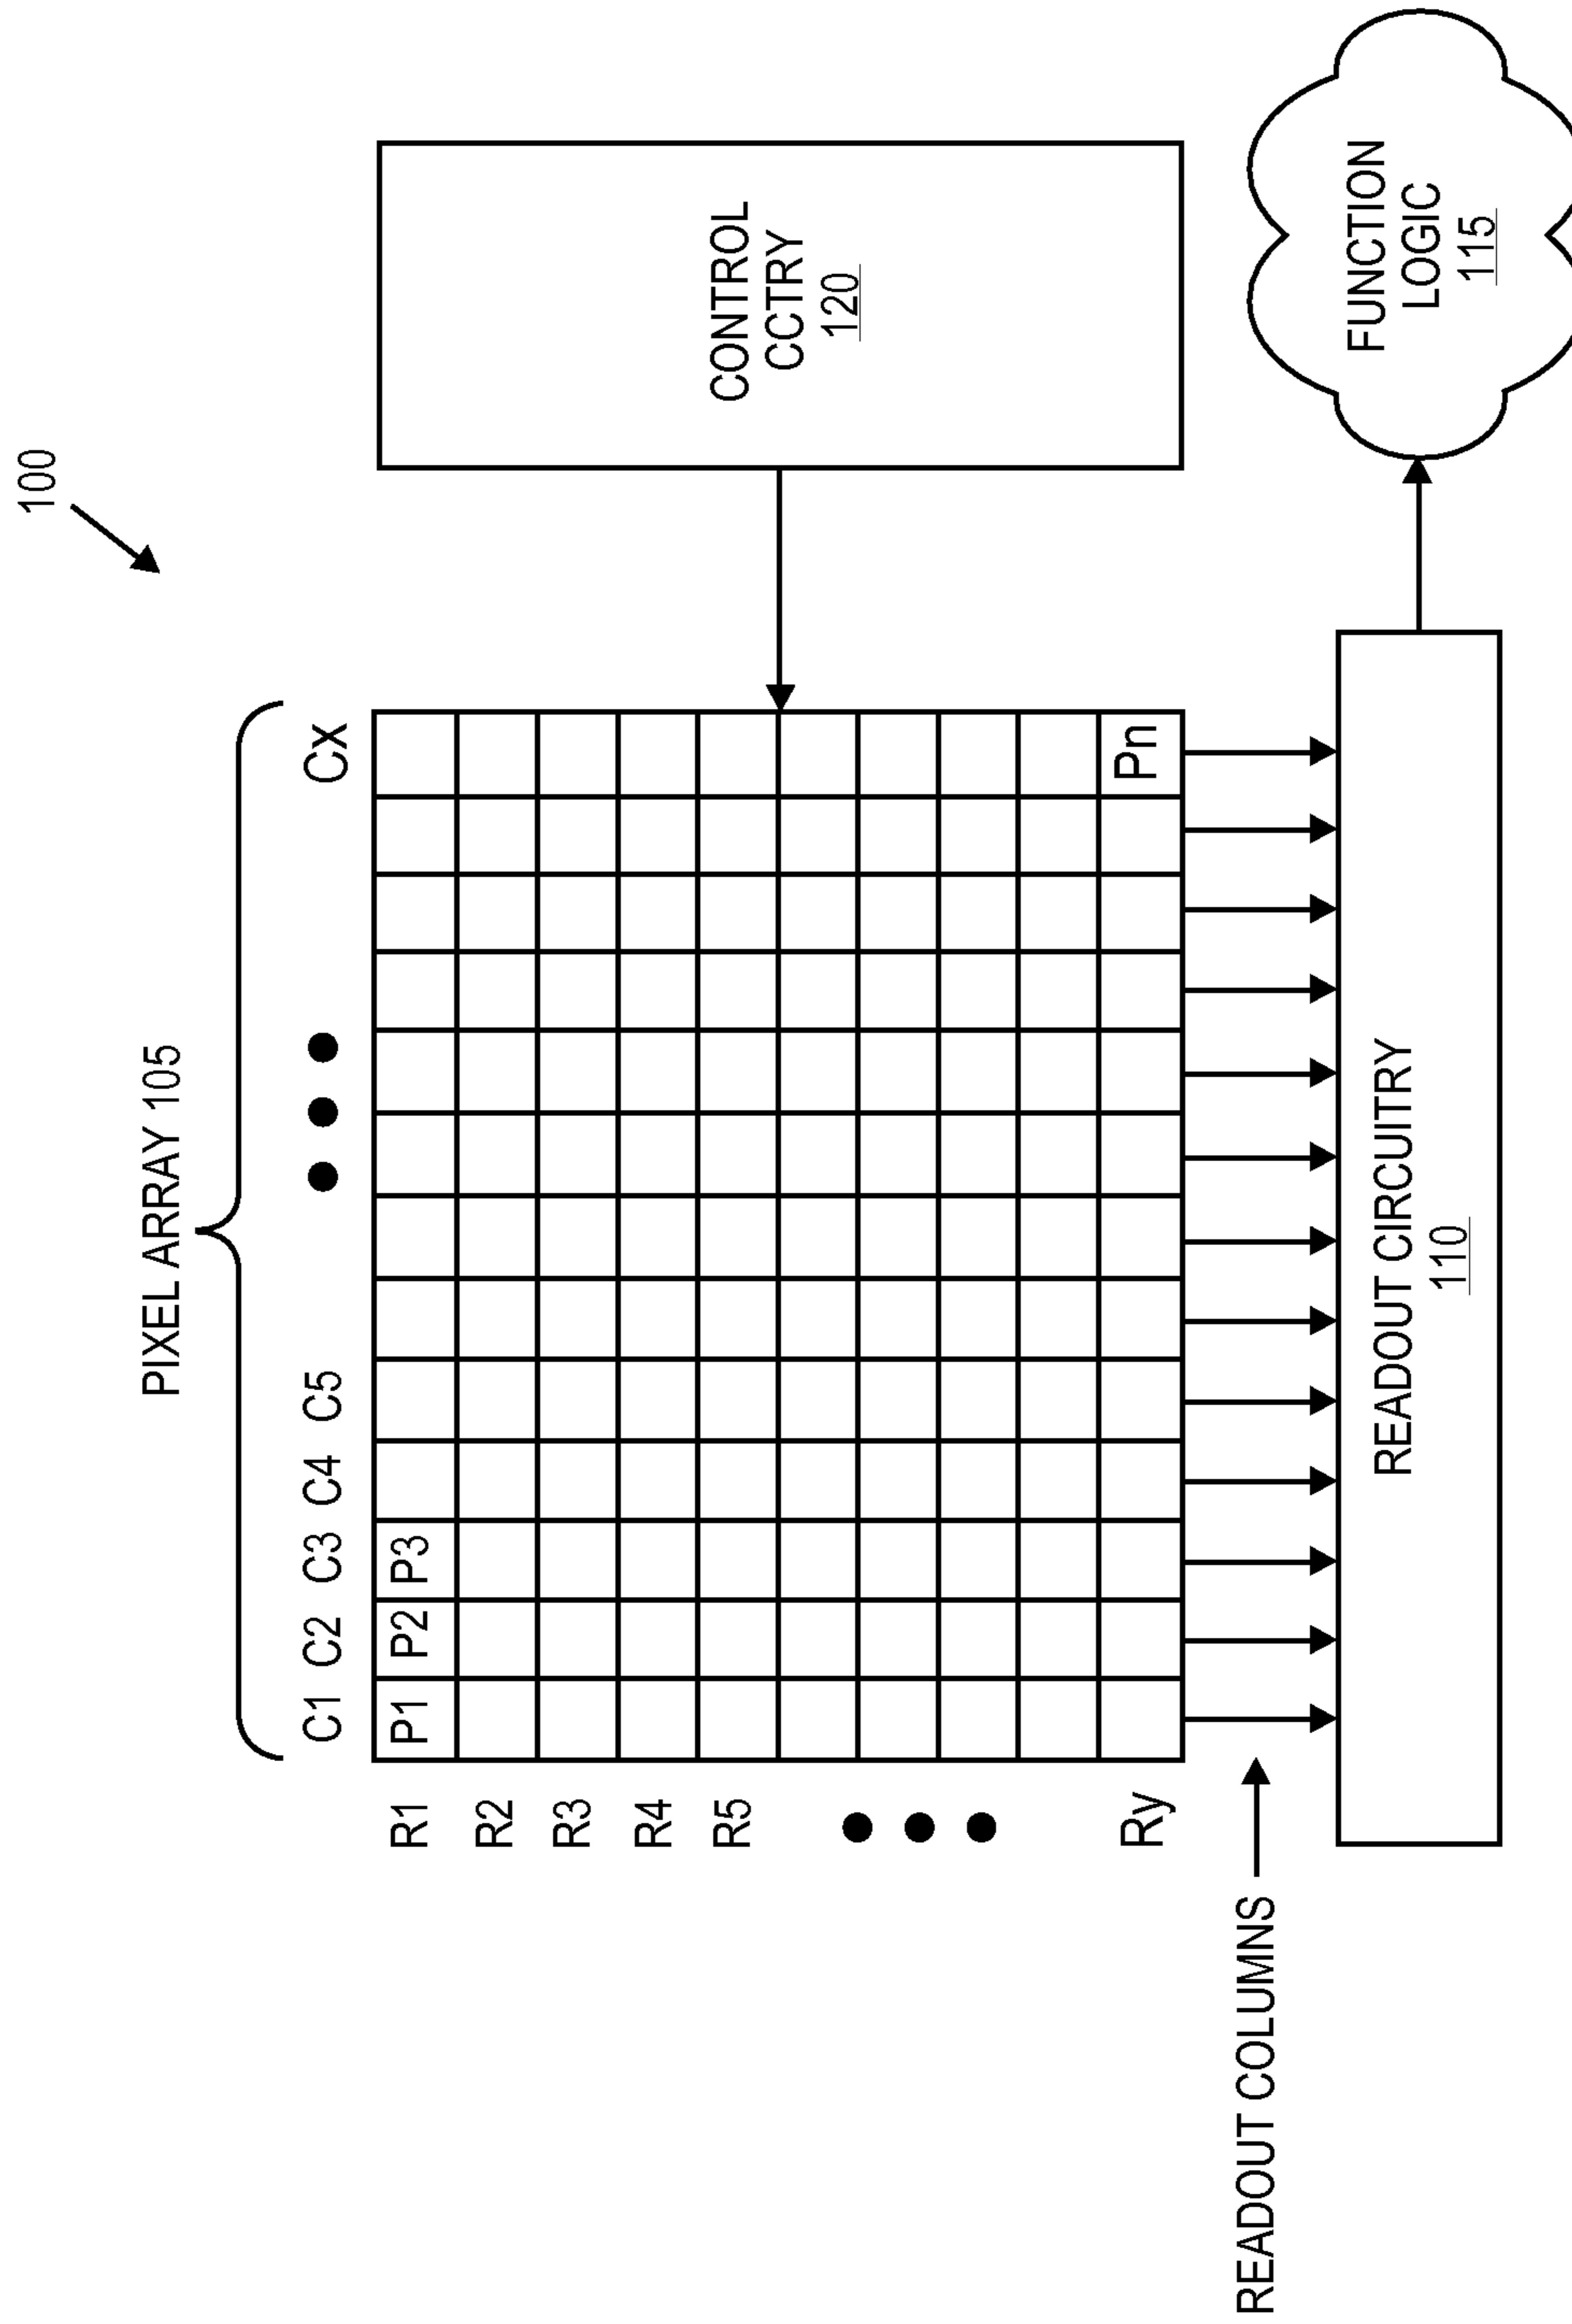 100
PIXEL ARRAY 105
C1 C2 C3 C4 C5 Cx
R1 P1 P2 P3
R2
R3
R4
R5
Ry Pn
CONTROL
CCTRY
120
READOUT COLUMNS
READOUT CIRCUITRY
110
FUNCTION
LOGIC
115